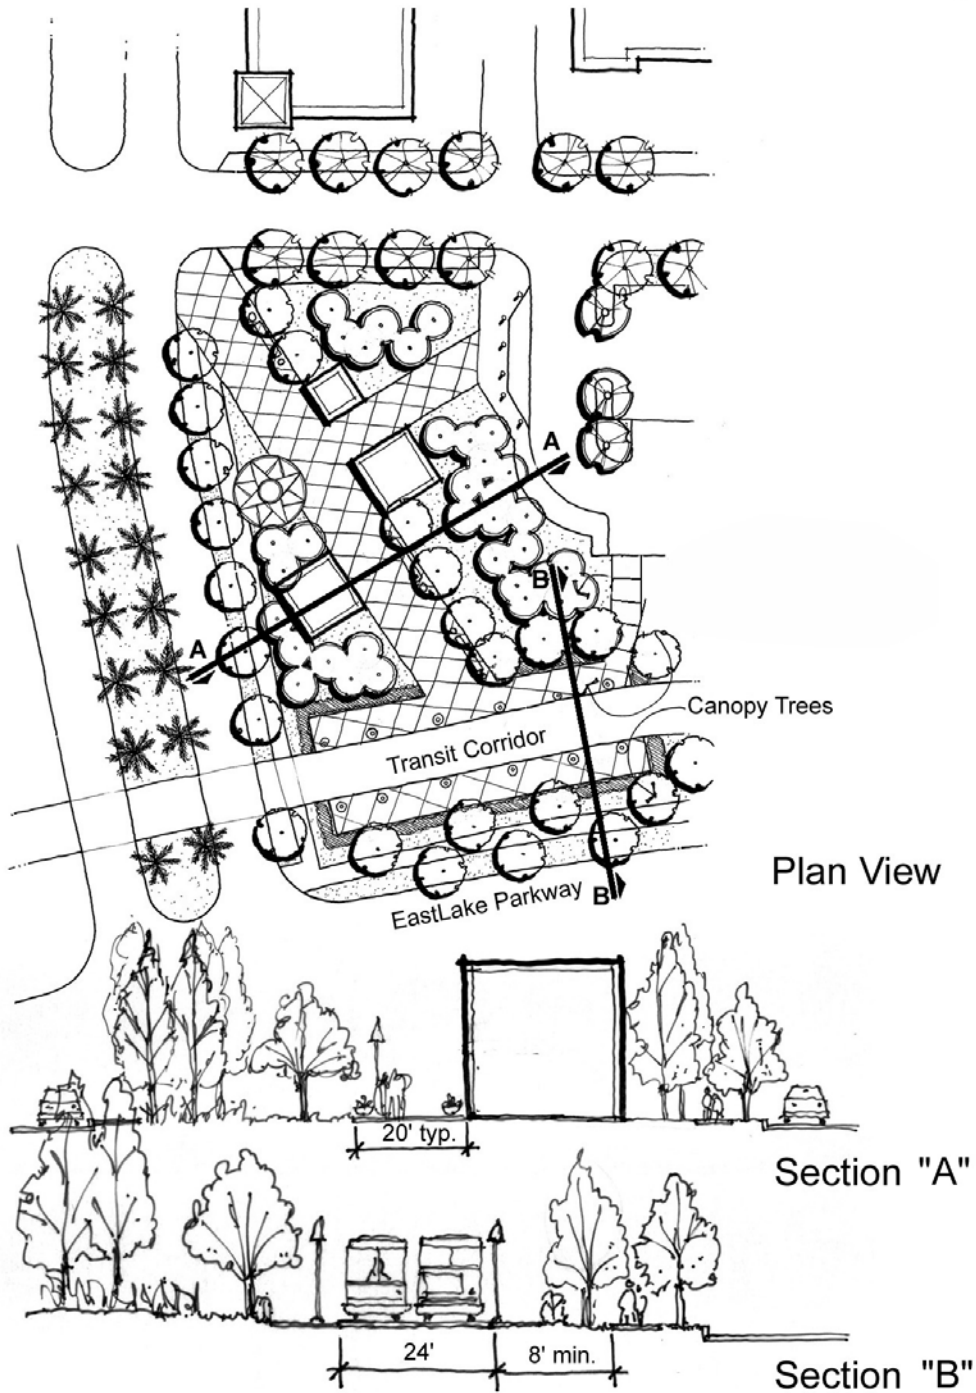 A
B
A
Canopy Trees
Transit Corridor
Plan View
EastLake Parkway
B
20' typ.
Section "A"
24'
8' min.
Section "B"